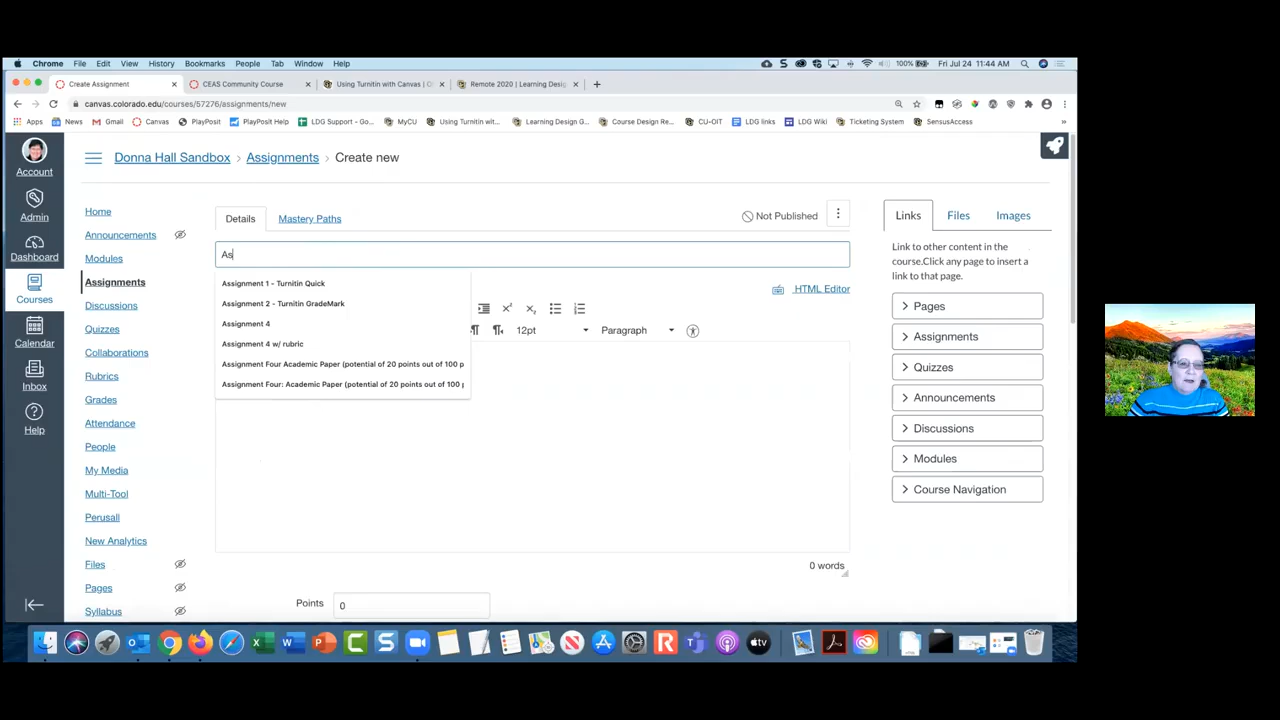 Chrome File Edit View History Bookmarks People Tab Window Help 100% Fri Jul 24 11:44 AM
Create Assignment CEAS Community Course Using Turnitin with Canvas | O Remote 2020 | Learning Desig
canvas.colorado.edu/courses/57276/assignments/new
Apps News Gmail Canvas PlayPosit PlayPosit Help LDG Support - Go... MyCU Using Turnitin wit... Learning Design G... Course Design Re... CU-OIT LDG links LDG Wiki Ticketing System SensusAccess »
Account
Admin
Dashboard
Courses
Calendar
Inbox
Help
Donna Hall Sandbox > Assignments > Create new
Home
Announcements
Modules
Assignments
Discussions
Quizzes
Collaborations
Rubrics
Grades
Attendance
People
My Media
Multi-Tool
Perusall
New Analytics
Files
Pages
Syllabus
Details Mastery Paths Not Published
As
Assignment 1 - Turnitin Quick
Assignment 2 - Turnitin GradeMark
Assignment 4
Assignment 4 w/ rubric
Assignment Four Academic Paper (potential of 20 points out of 100 p
Assignment Four: Academic Paper (potential of 20 points out of 100 p
HTML Editor
12pt Paragraph
0 words
Points 0
Links Files Images
Link to other content in the
course.Click any page to insert a
link to that page.
Pages
Assignments
Quizzes
Announcements
Discussions
Modules
Course Navigation
tv